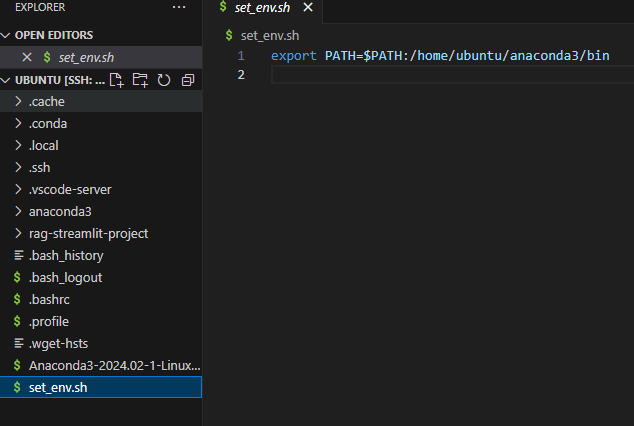 EXPLORER
OPEN EDITORS
$ set_env.sh
UBUNTU [SSH: ...
.cache
.conda
.local
.ssh
.vscode-server
anaconda3
rag-streamlit-project
.bash_history
$ .bash_logout
$ .bashrc
$ .profile
.wget-hsts
$ Anaconda3-2024.02-1-Linux...
$ set_env.sh
$ set_env.sh
$ set_env.sh
1 export PATH=$PATH:/home/ubuntu/anaconda3/bin
2